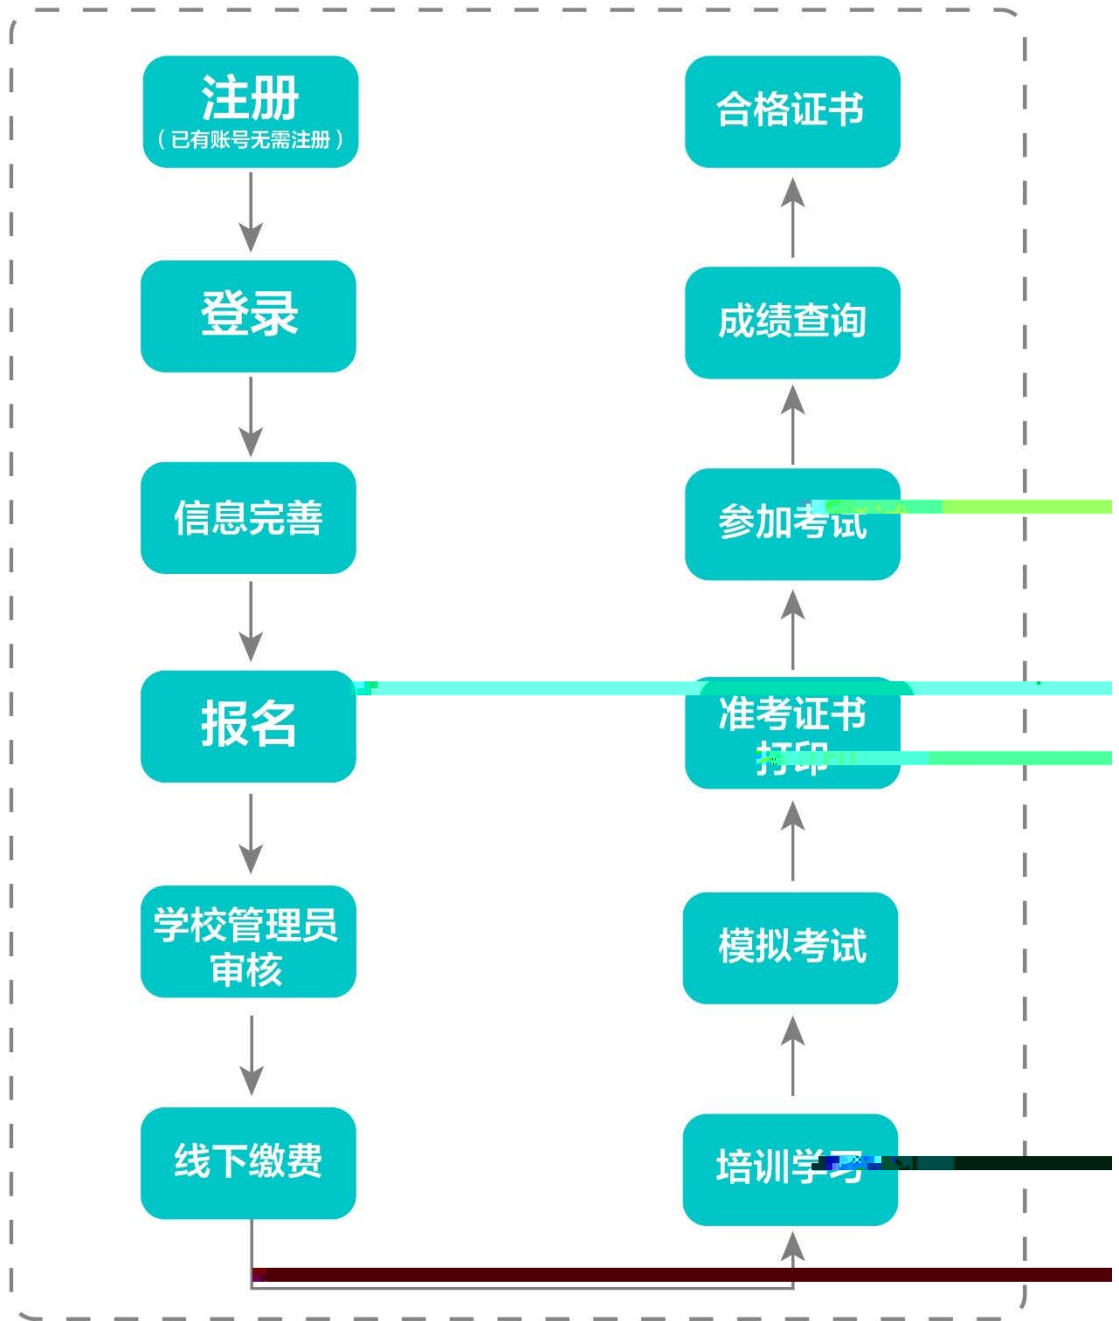 注册
（已有账号无需注册）
登录
信息完善
报名
学校管理员
审核
线下缴费
合格证书
成绩查询
参加考试
准考证书
打印
模拟考试
培训学习